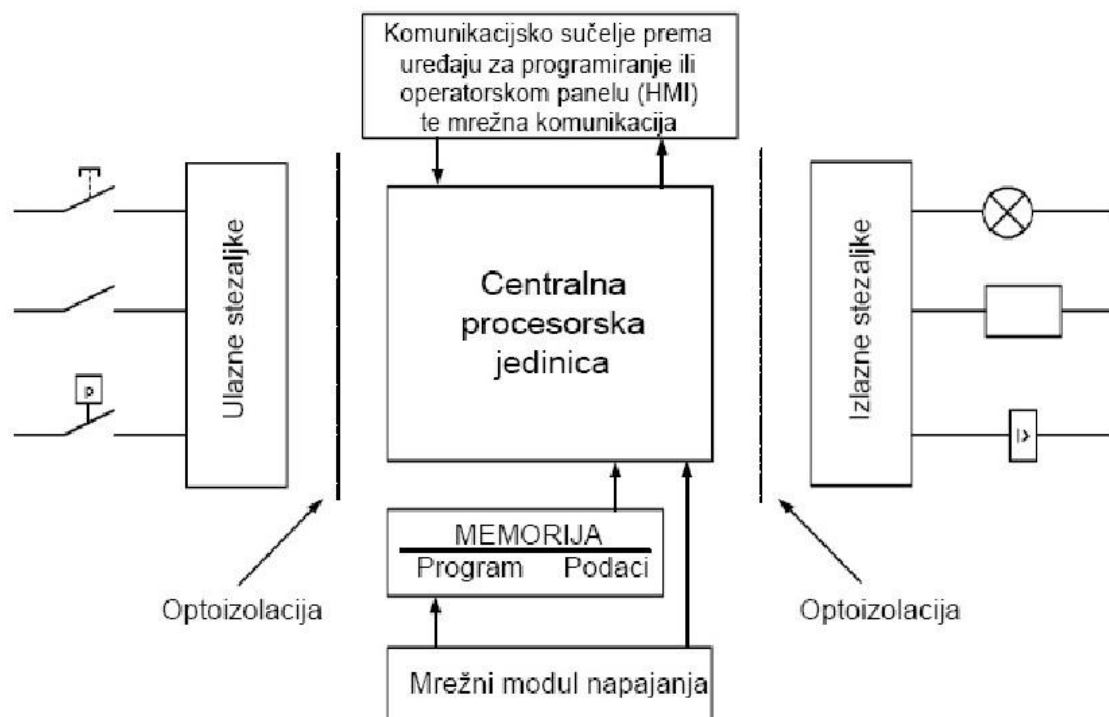 Komunikacijsko sučelje prema
uređaju za programiranje ili
operatorskom panelu (HMI)
te mrežna komunikacija
Ulazne stezaljke
Centralna
procesorska
jedinica
Izlazne stezaljke
MEMORIJA
Program Podaci
Optoizolacija
Optoizolacija
Mrežni modul napajanja